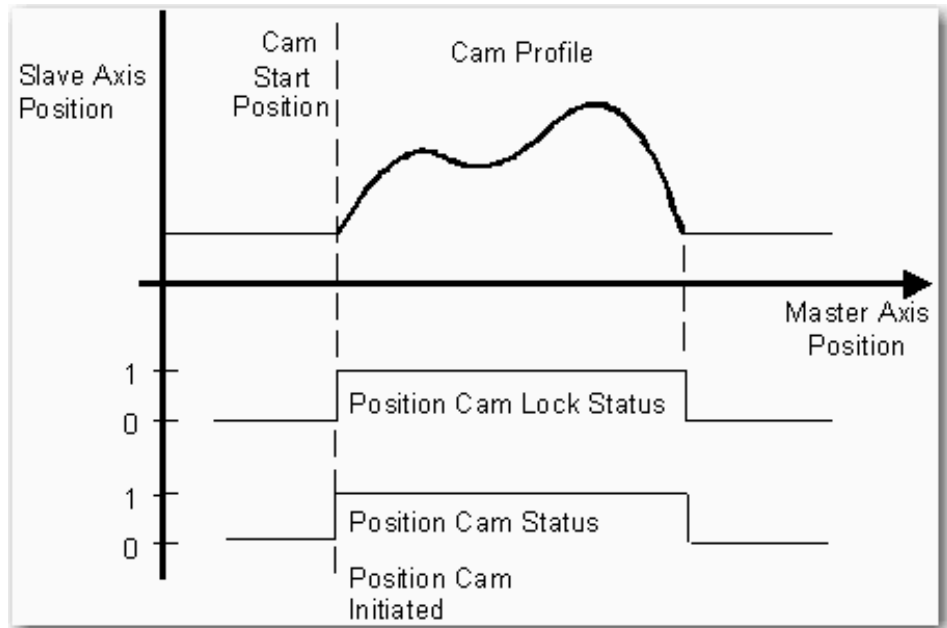 Cam
Start
Position
Cam Profile
Slave Axis
Position
Master Axis
Position
1
0
Position Cam Lock Status
1
0
Position Cam Status
Position Cam
Initiated